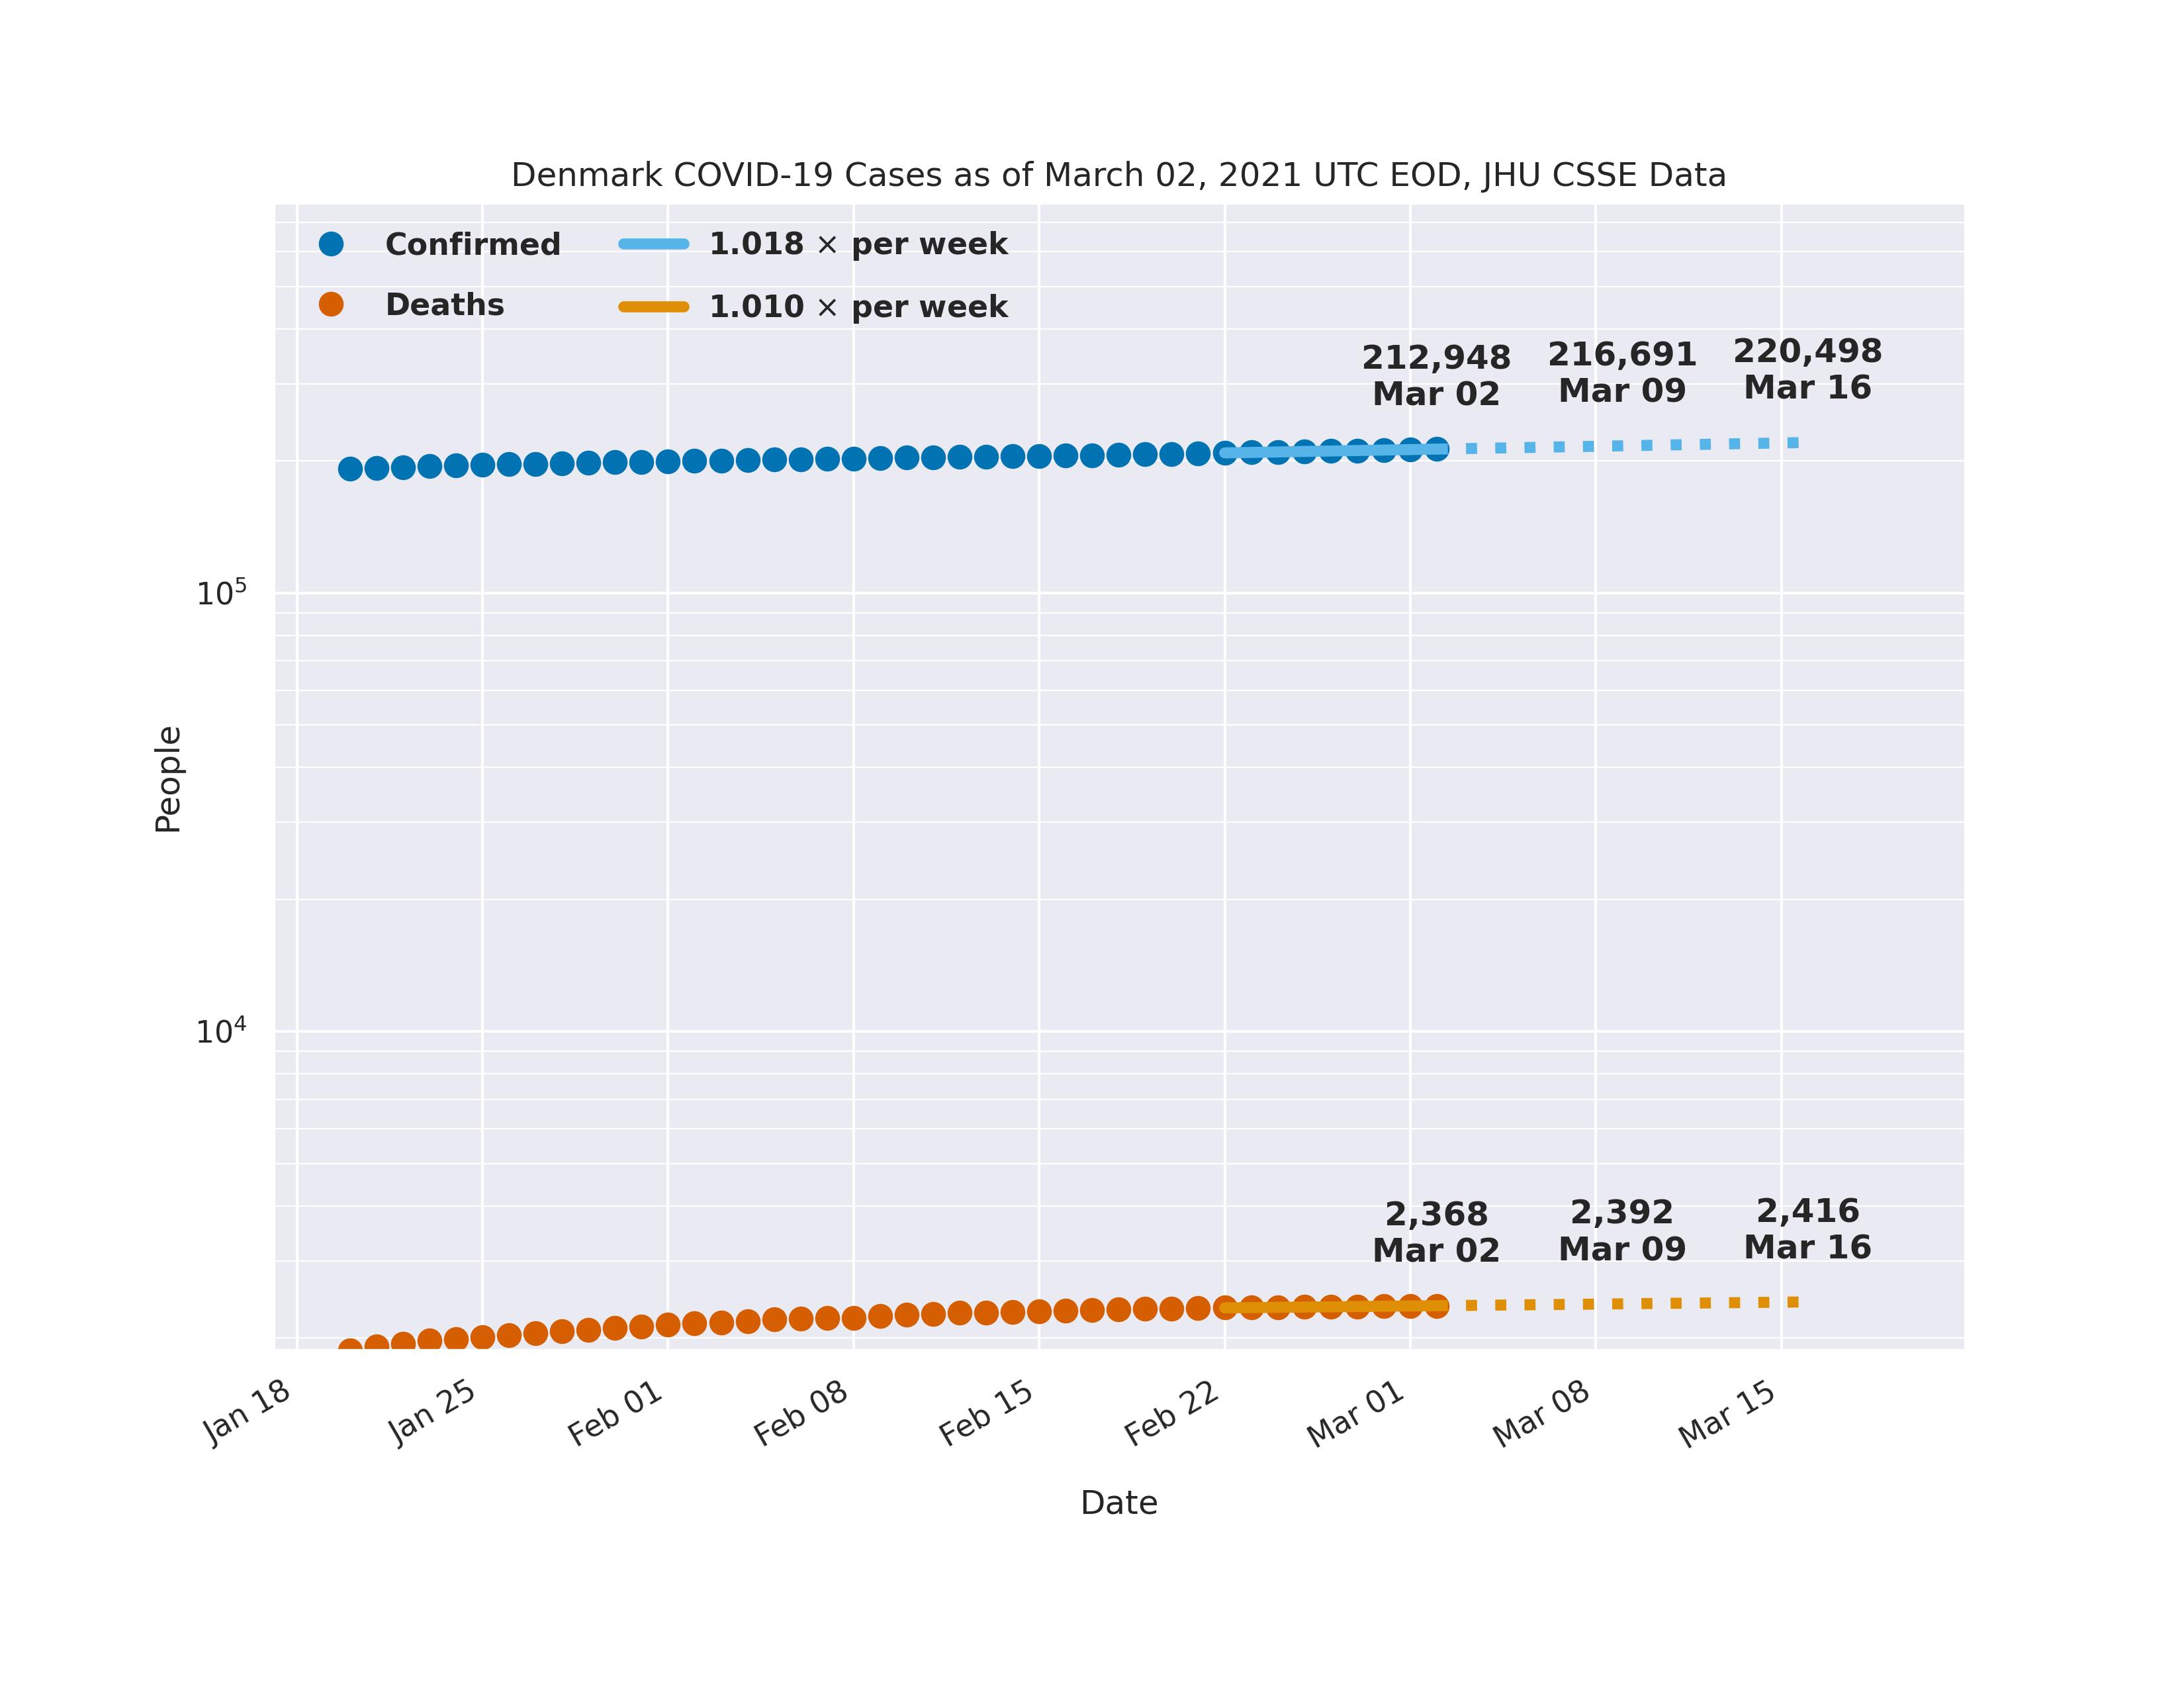 Denmark COVID-19 Cases as of March 02, 2021 UTC EOD, JHU CSSE Data
Confirmed
Deaths
1.018 × per week
1.010 × per week
212,948
Mar 02
216,691
Mar 09
220,498
Mar 16
10⁵
10⁴
People
2,368
Mar 02
2,392
Mar 09
2,416
Mar 16
Jan 18
Jan 25
Feb 01
Feb 08
Feb 15
Feb 22
Mar 01
Mar 08
Mar 15
Date